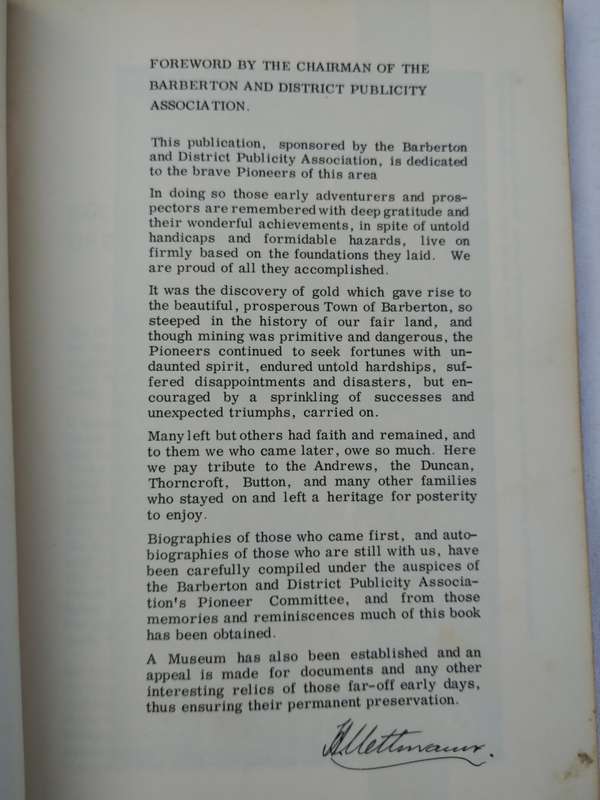 FOREWORD BY THE CHAIRMAN OF THE
BARBERTON AND DISTRICT PUBLICITY
ASSOCIATION.
This publication, sponsored by the Barberton
and District Publicity Association, is dedicated
to the brave Pioneers of this area
In doing so those early adventurers and pros-
pectors are remembered with deep gratitude and
their wonderful achievements, in spite of untold
handicaps and formidable hazards, live on
firmly based on the foundations they laid. We
are proud of all they accomplished.
It was the discovery of gold which gave rise to
the beautiful, prosperous Town of Barberton, so
steeped in the history of our fair land, and
though mining was primitive and dangerous, the
Pioneers continued to seek fortunes with un-
daunted spirit, endured untold hardships, suf-
fered disappointments and disasters, but en-
couraged by a sprinkling of successes and
unexpected triumphs, carried on.
Many left but others had faith and remained, and
to them we who came later, owe so much. Here
we pay tribute to the Andrews, the Duncan,
Thorncroft, Button, and many other families
who stayed on and left a heritage for posterity
to enjoy.
Biographies of those who came first, and auto-
biographies of those who are still with us, have
been carefully compiled under the auspices of
the Barberton and District Publicity Associa-
tion's Pioneer Committee, and from those
memories and reminiscences much of this book
has been obtained.
A Museum has also been established and an
appeal is made for documents and any other
interesting relics of those far-off early days,
thus ensuring their permanent preservation.